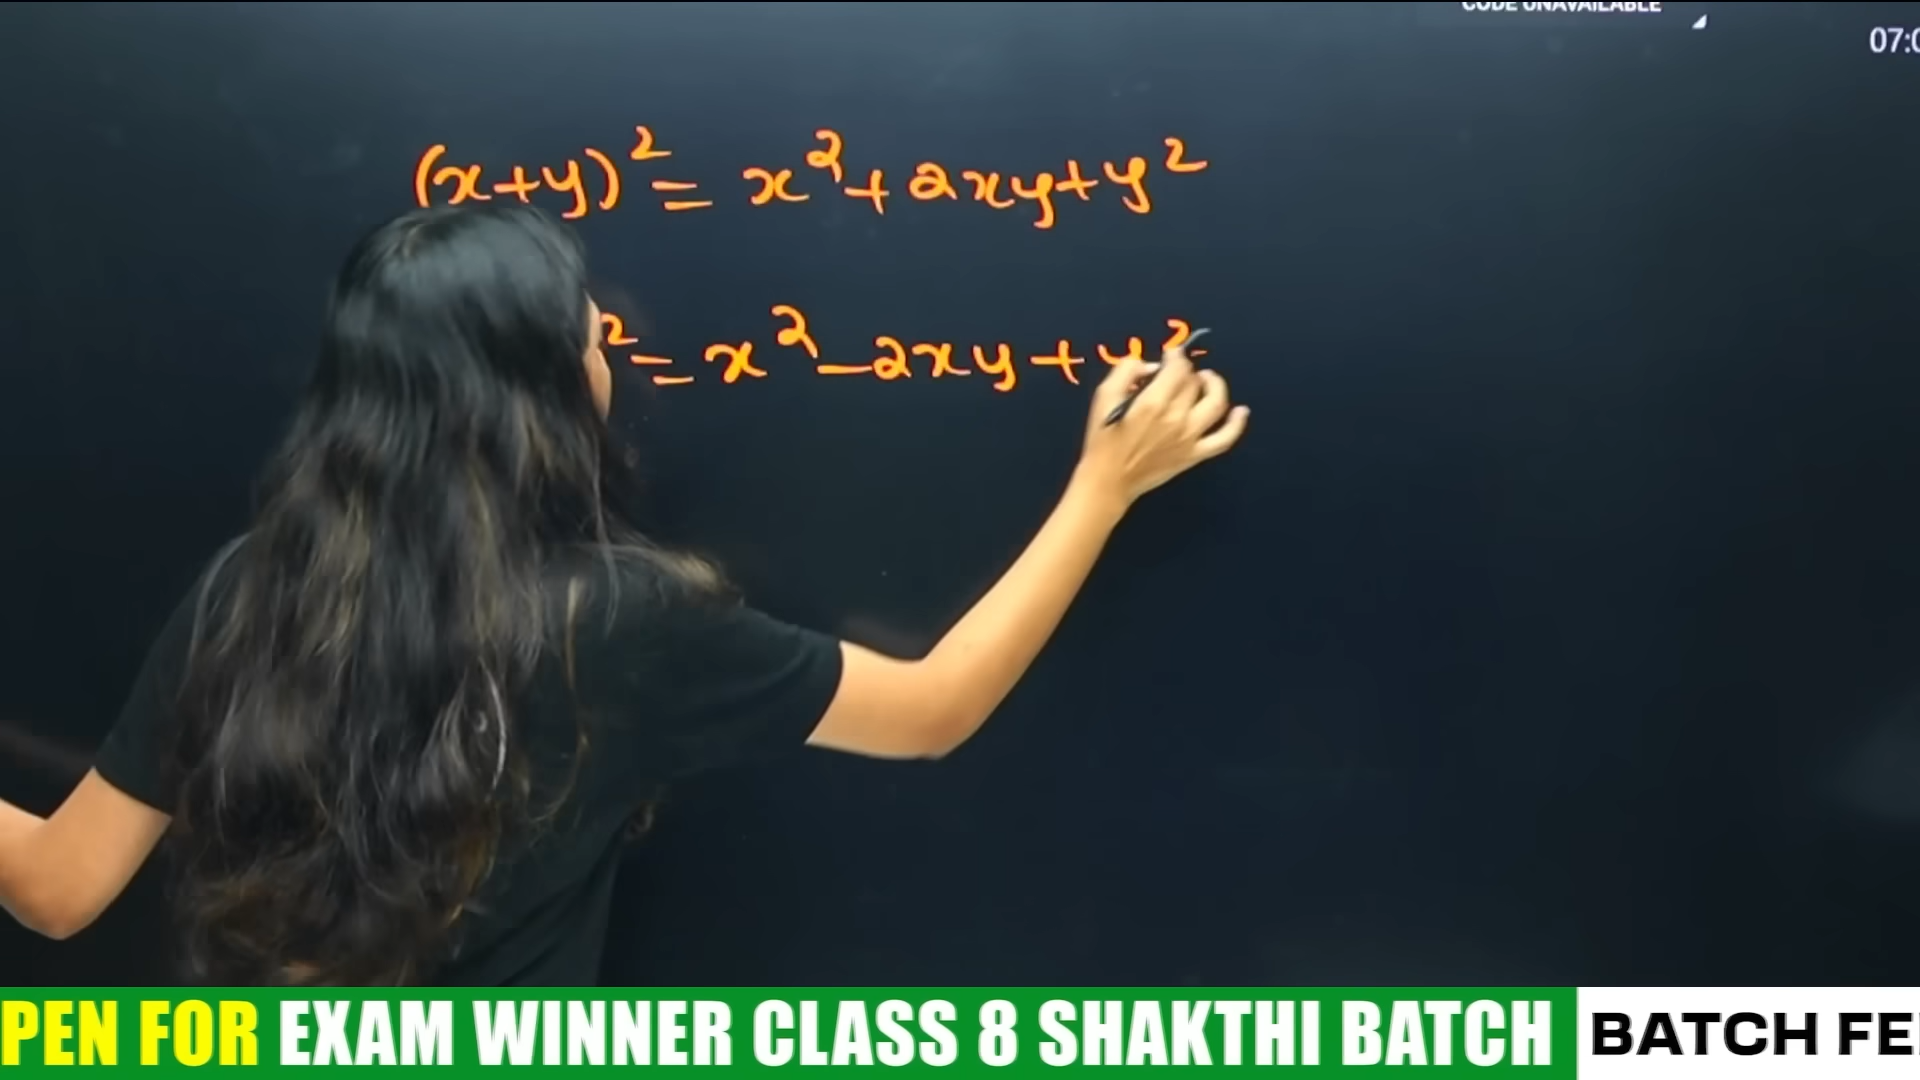 CODE UNAVAILABLE
07:0
(x+y)² = x²+2xy+y²
² = x²-2xy+y²
PEN FOR EXAM WINNER CLASS 8 SHAKTHI BATCH
BATCH FE